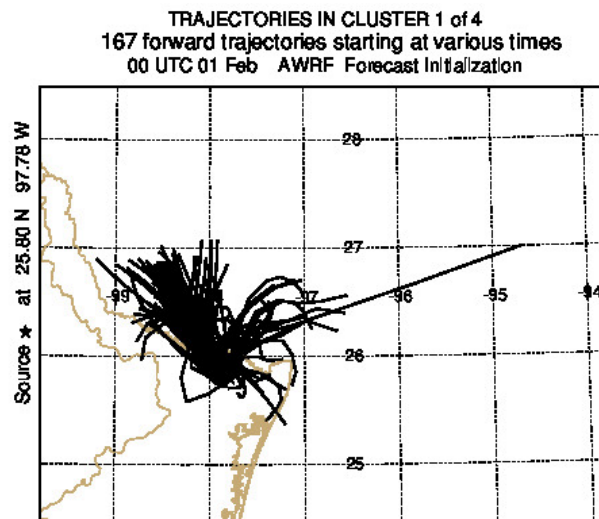 TRAJECTORIES IN CLUSTER 1 of 4
167 forward trajectories starting at various times
00 UTC 01 Feb AWRF Forecast Initialization
Source ★ at 25.80 N 97.78 W
28
27
-99
-97
-96
-95
-94
26
25